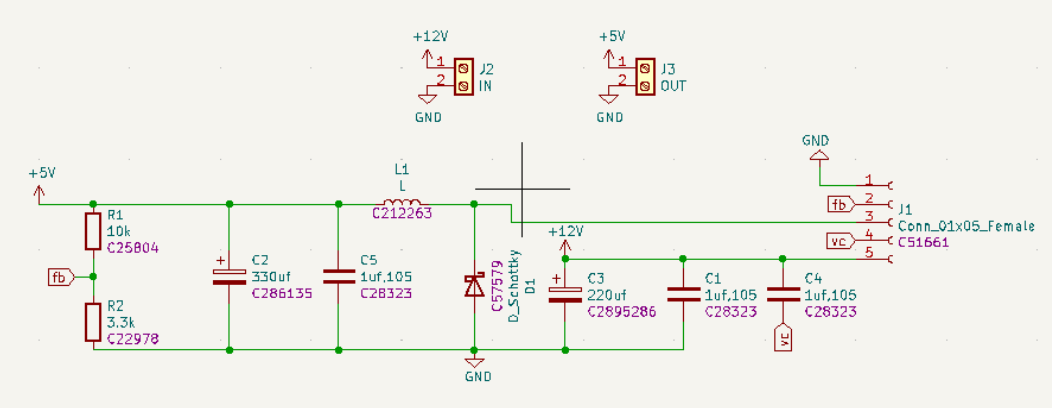 +12V
+5V
1
J2
2
IN
1
J3
2
OUT
GND
GND
GND
+5V
L1
L
C212263
1
fb
2
J1
3
Conn_01x05_Female
vc
4
C51661
5
R1
10k
C25804
+12V
fb
+
C2
330uf
C286135
C5
1uf,105
C28323
C57579
D_Schottky
D1
+
C3
220uf
C2895286
C1
1uf,105
C28323
C4
1uf,105
C28323
R2
3.3k
C22978
vc
GND